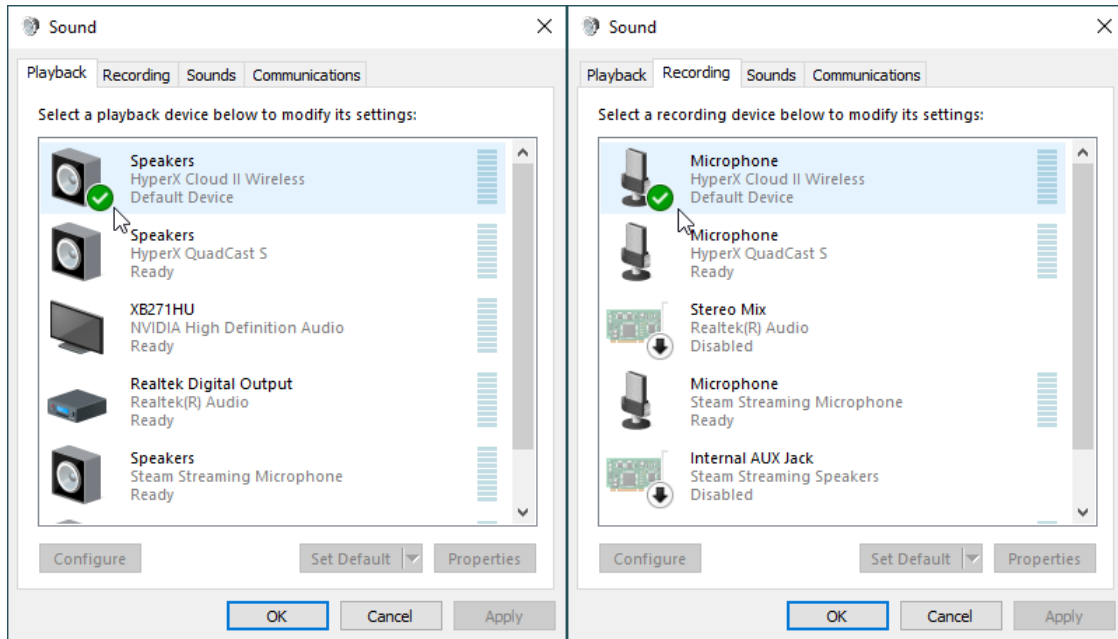 Sound
Playback Recording Sounds Communications
Select a playback device below to modify its settings:
Speakers
HyperX Cloud II Wireless
Default Device
Speakers
HyperX QuadCast S
Ready
XB271HU
NVIDIA High Definition Audio
Ready
Realtek Digital Output
Realtek(R) Audio
Ready
Speakers
Steam Streaming Microphone
Ready
Configure Set Default Properties
OK Cancel Apply
Sound
Playback Recording Sounds Communications
Select a recording device below to modify its settings:
Microphone
HyperX Cloud II Wireless
Default Device
Microphone
HyperX QuadCast S
Ready
Stereo Mix
Realtek(R) Audio
Disabled
Microphone
Steam Streaming Microphone
Ready
Internal AUX Jack
Steam Streaming Speakers
Disabled
Configure Set Default Properties
OK Cancel Apply